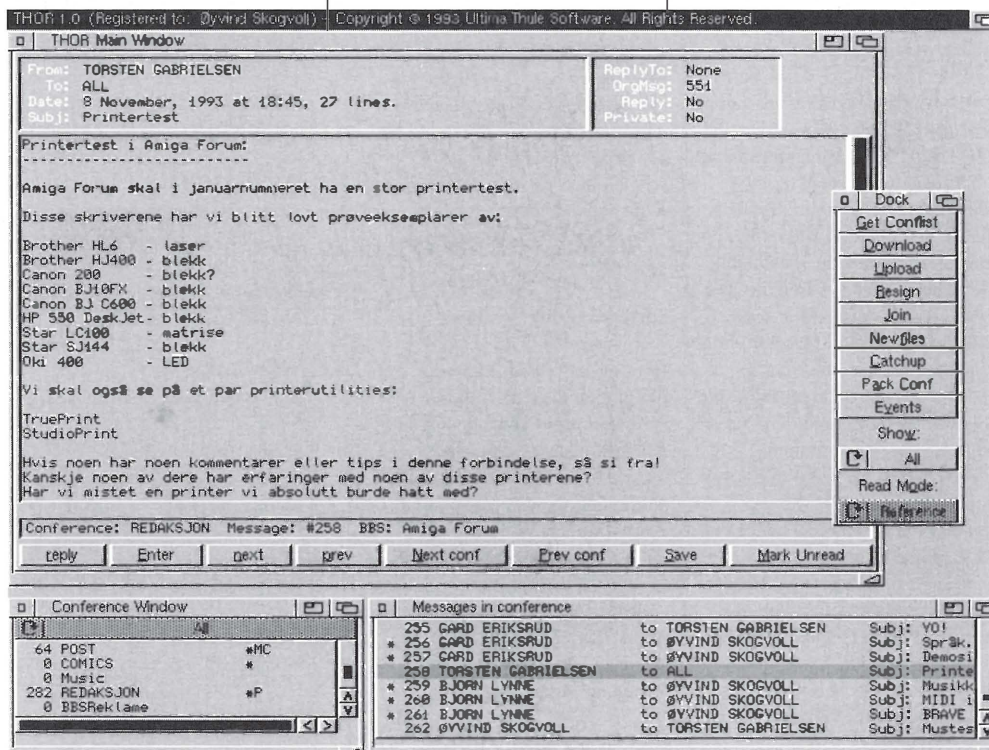 THOR 1.0 (Registered to: Øyvind Skogvoll) - Copyright © 1993 Ultima Thule Software. All Rights Reserved.
THOR Main Window
From: TORSTEN GABRIELSEN
To: ALL
Date: 8 November, 1993 at 18:45, 27 lines.
Subj: Printertest
ReplyTo: None
OrgMsg: 551
Reply: No
Private: No
Printertest i Amiga Forum:
--------------------------
Amiga Forum skal i januarnummeret ha en stor printertest.
Disse skriverene har vi blitt lovt prøveeksemplarer av:
Brother HL6 - laser
Brother HJ400 - blekk
Canon 200 - blekk?
Canon BJ10FX - blekk
Canon BJ C600 - blekk
HP 550 DeskJet- blekk
Star LC100 - matrise
Star SJ144 - blekk
Oki 400 - LED
Vi skal også se på et par printerutilities:
TruePrint
StudioPrint
Hvis noen har noen kommentarer eller tips i denne forbindelse, så si fra!
Kanskje noen av dere har erfaringer med noen av disse printerene?
Har vi mistet en printer vi absolutt burde hatt med?
Conference: REDAKSJON Message: #258 BBS: Amiga Forum
reply Enter next prev Next conf Prev conf Save Mark Unread
Dock
Get Conflist
Download
Upload
Resign
Join
Newfiles
Catchup
Pack Conf
Events
Show:
All
Read Mode:
Reference
Conference Window
All
64 POST *MC
0 COMICS *
0 Music
282 REDAKSJON *P
0 BBSReklame
Messages in conference
255 GARD ERIKSRUD to TORSTEN GABRIELSEN Subj: YO!
* 256 GARD ERIKSRUD to ØYVIND SKOGVOLL Subj: Språk.
* 257 GARD ERIKSRUD to ØYVIND SKOGVOLL Subj: Demosi
258 TORSTEN GABRIELSEN to ALL Subj: Printe
* 259 BJORN LYNNE to ØYVIND SKOGVOLL Subj: Musikk
* 260 BJORN LYNNE to ØYVIND SKOGVOLL Subj: MIDI i
* 261 BJORN LYNNE to ØYVIND SKOGVOLL Subj: BRAVE
262 ØYVIND SKOGVOLL to TORSTEN GABRIELSEN Subj: Mustes